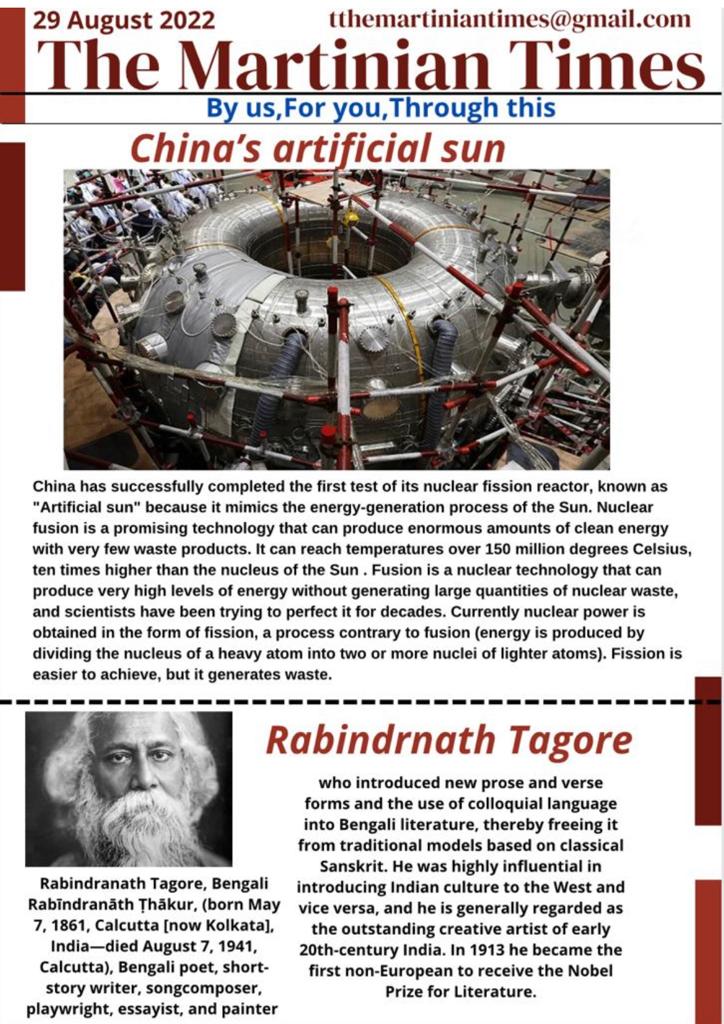 29 August 2022
tthemartiniantimes@gmail.com
The Martinian Times
By us,For you,Through this
China's artificial sun
China has successfully completed the first test of its nuclear fission reactor, known as
"Artificial sun" because it mimics the energy-generation process of the Sun. Nuclear
fusion is a promising technology that can produce enormous amounts of clean energy
with very few waste products. It can reach temperatures over 150 million degrees Celsius,
ten times higher than the nucleus of the Sun . Fusion is a nuclear technology that can
produce very high levels of energy without generating large quantities of nuclear waste,
and scientists have been trying to perfect it for decades. Currently nuclear power is
obtained in the form of fission, a process contrary to fusion (energy is produced by
dividing the nucleus of a heavy atom into two or more nuclei of lighter atoms). Fission is
easier to achieve, but it generates waste.
Rabindrnath Tagore
Rabindranath Tagore, Bengali
Rabīndranāth Ṭhākur, (born May
7, 1861, Calcutta [now Kolkata],
India—died August 7, 1941,
Calcutta), Bengali poet, short-
story writer, songcomposer,
playwright, essayist, and painter
who introduced new prose and verse
forms and the use of colloquial language
into Bengali literature, thereby freeing it
from traditional models based on classical
Sanskrit. He was highly influential in
introducing Indian culture to the West and
vice versa, and he is generally regarded as
the outstanding creative artist of early
20th-century India. In 1913 he became the
first non-European to receive the Nobel
Prize for Literature.